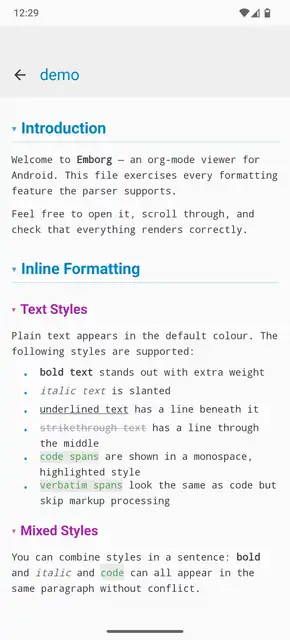 12:29
demo
Introduction
Welcome to Emborg — an org-mode viewer for
Android. This file exercises every formatting
feature the parser supports.
Feel free to open it, scroll through, and
check that everything renders correctly.
Inline Formatting
Text Styles
Plain text appears in the default colour. The
following styles are supported:
• bold text stands out with extra weight
• italic text is slanted
• underlined text has a line beneath it
• strikethrough text has a line through
the middle
• code spans are shown in a monospace,
highlighted style
• verbatim spans look the same as code but
skip markup processing
Mixed Styles
You can combine styles in a sentence: bold
and italic and code can all appear in the
same paragraph without conflict.